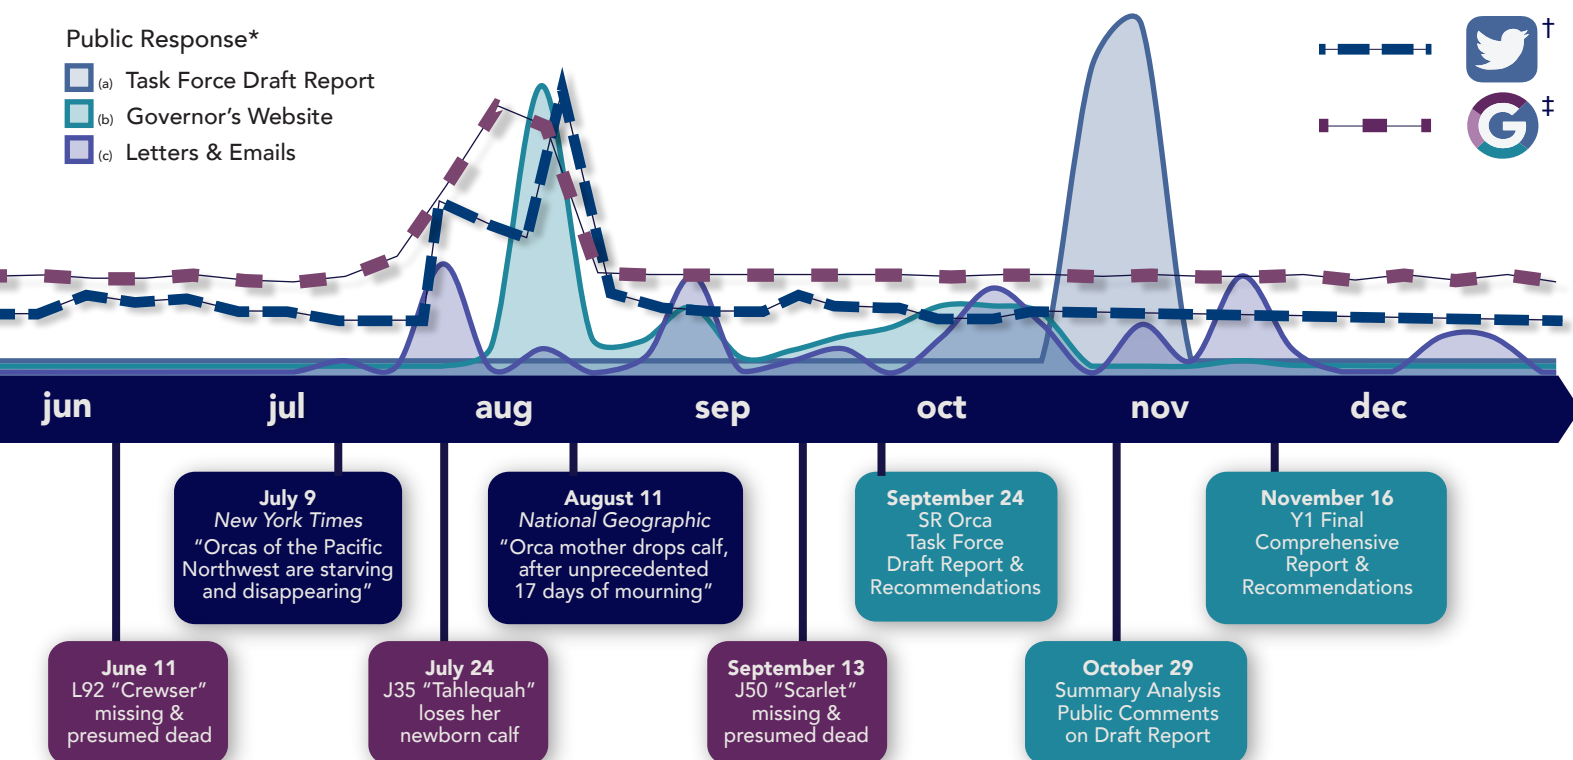 Public Response*
(a) Task Force Draft Report
(b) Governor's Website
(c) Letters & Emails
†
G ‡
jun jul aug sep oct nov dec
July 9
New York Times
“Orcas of the Pacific
Northwest are starving
and disappearing”
August 11
National Geographic
“Orca mother drops calf,
after unprecedented
17 days of mourning”
September 24
SR Orca
Task Force
Draft Report &
Recommendations
November 16
Y1 Final
Comprehensive
Report &
Recommendations
June 11
L92 “Crewser”
missing &
presumed dead
July 24
J35 “Tahlequah”
loses her
newborn calf
September 13
J50 “Scarlet”
missing &
presumed dead
October 29
Summary Analysis
Public Comments
on Draft Report